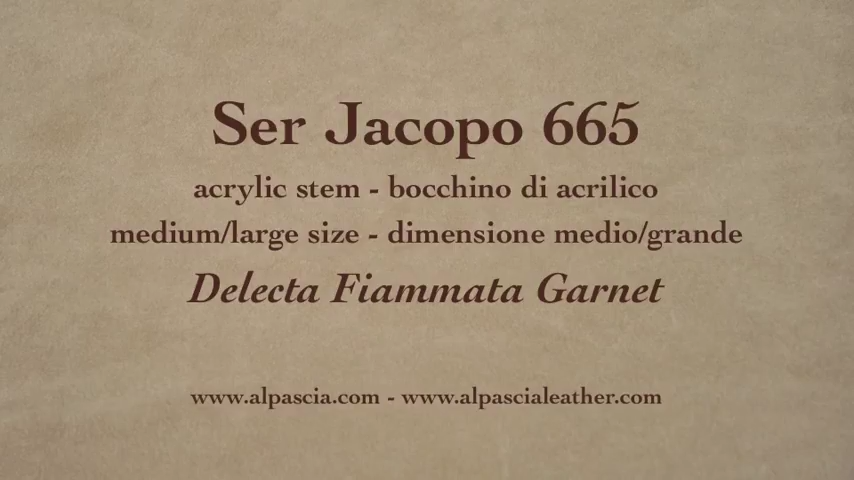 Ser Jacopo 665
acrylic stem - bocchino di acrilico
medium/large size - dimensione medio/grande
Delecta Fiammata Garnet
www.alpascia.com - www.alpascialeather.com